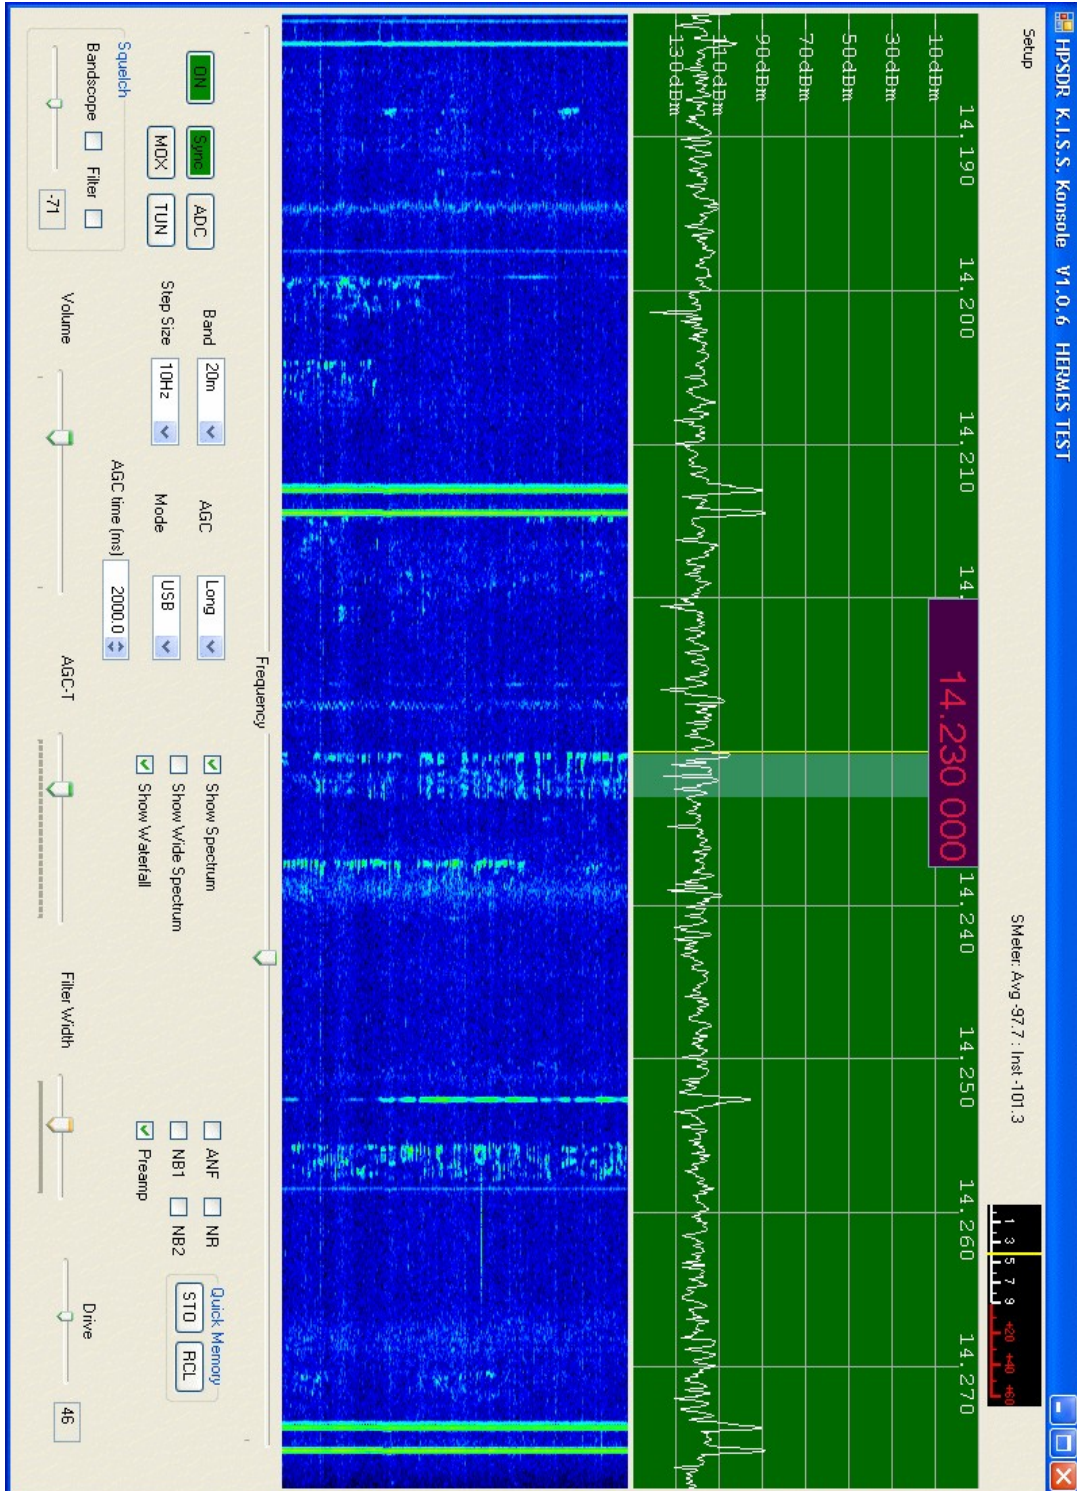 HPSDR K.I.S.S. Konsole V1.0.6 HERMES TEST
Setup
SMeter: Avg -97.7 : Inst -101.3
1 3 5 7 9 +20 +40 +60
14.230 000
14.190 14.200 14.210 14. 14.240 14.250 14.260 14.270
-10dBm
-30dBm
-50dBm
-70dBm
-90dBm
-110dBm
-130dBm
Frequency
ON Sync ADC
MOX TUN
Band 20m
Step Size 10Hz
AGC Long
Mode USB
AGC time (ms) 2000.0
Show Spectrum
Show Wide Spectrum
Show Waterfall
ANF NR
NB1 NB2
Preamp
Quick Memory
STO RCL
Squelch
Bandscope Filter
-71
Volume
AGC-T
Filter Width
Drive
46